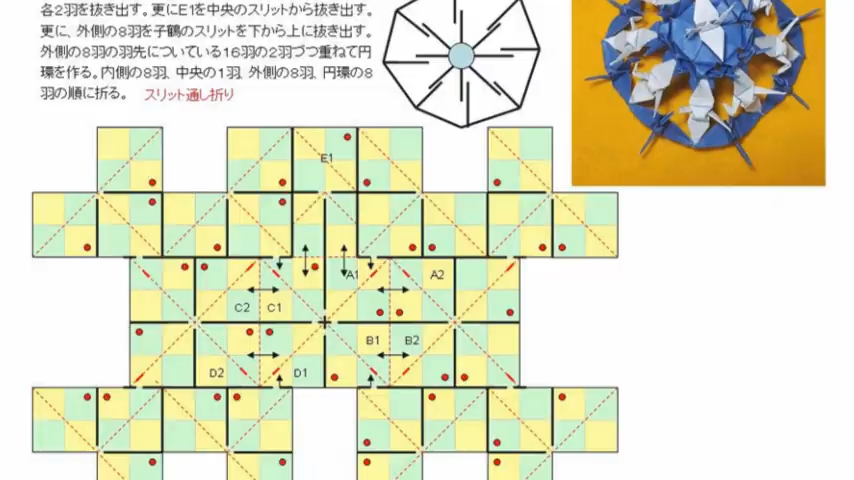 各2羽を抜き出す。更にE1を中央のスリットから抜き出す。
更に、外側の8羽を子鶴のスリットを下から上に抜き出す。
外側の8羽の羽先についている16羽の2羽づつ重ねて円
環を作る。内側の8羽、中央の1羽、外側の8羽、円環の8
羽の順に折る。 スリット通し折り
E1
A1 A2
C2 C1
B1 B2
D2 D1